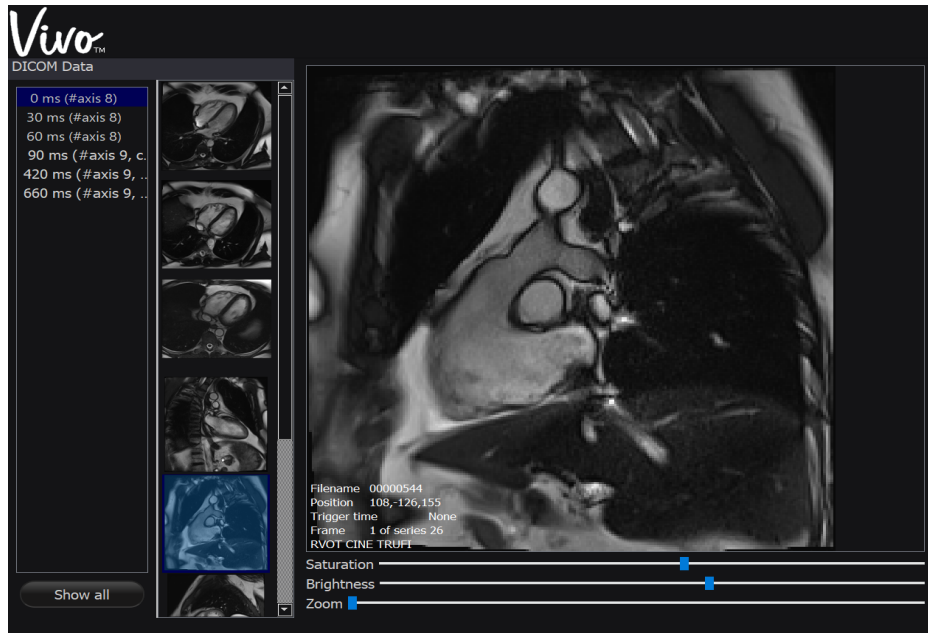 Vivo™
DICOM Data
0 ms (#axis 8)
30 ms (#axis 8)
60 ms (#axis 8)
90 ms (#axis 9, c.
420 ms (#axis 9, ..
660 ms (#axis 9, ..
Show all
Filename 00000544
Position 108,-126,155
Trigger time None
Frame 1 of series 26
RVOT CINE TRUFI
Saturation
Brightness
Zoom